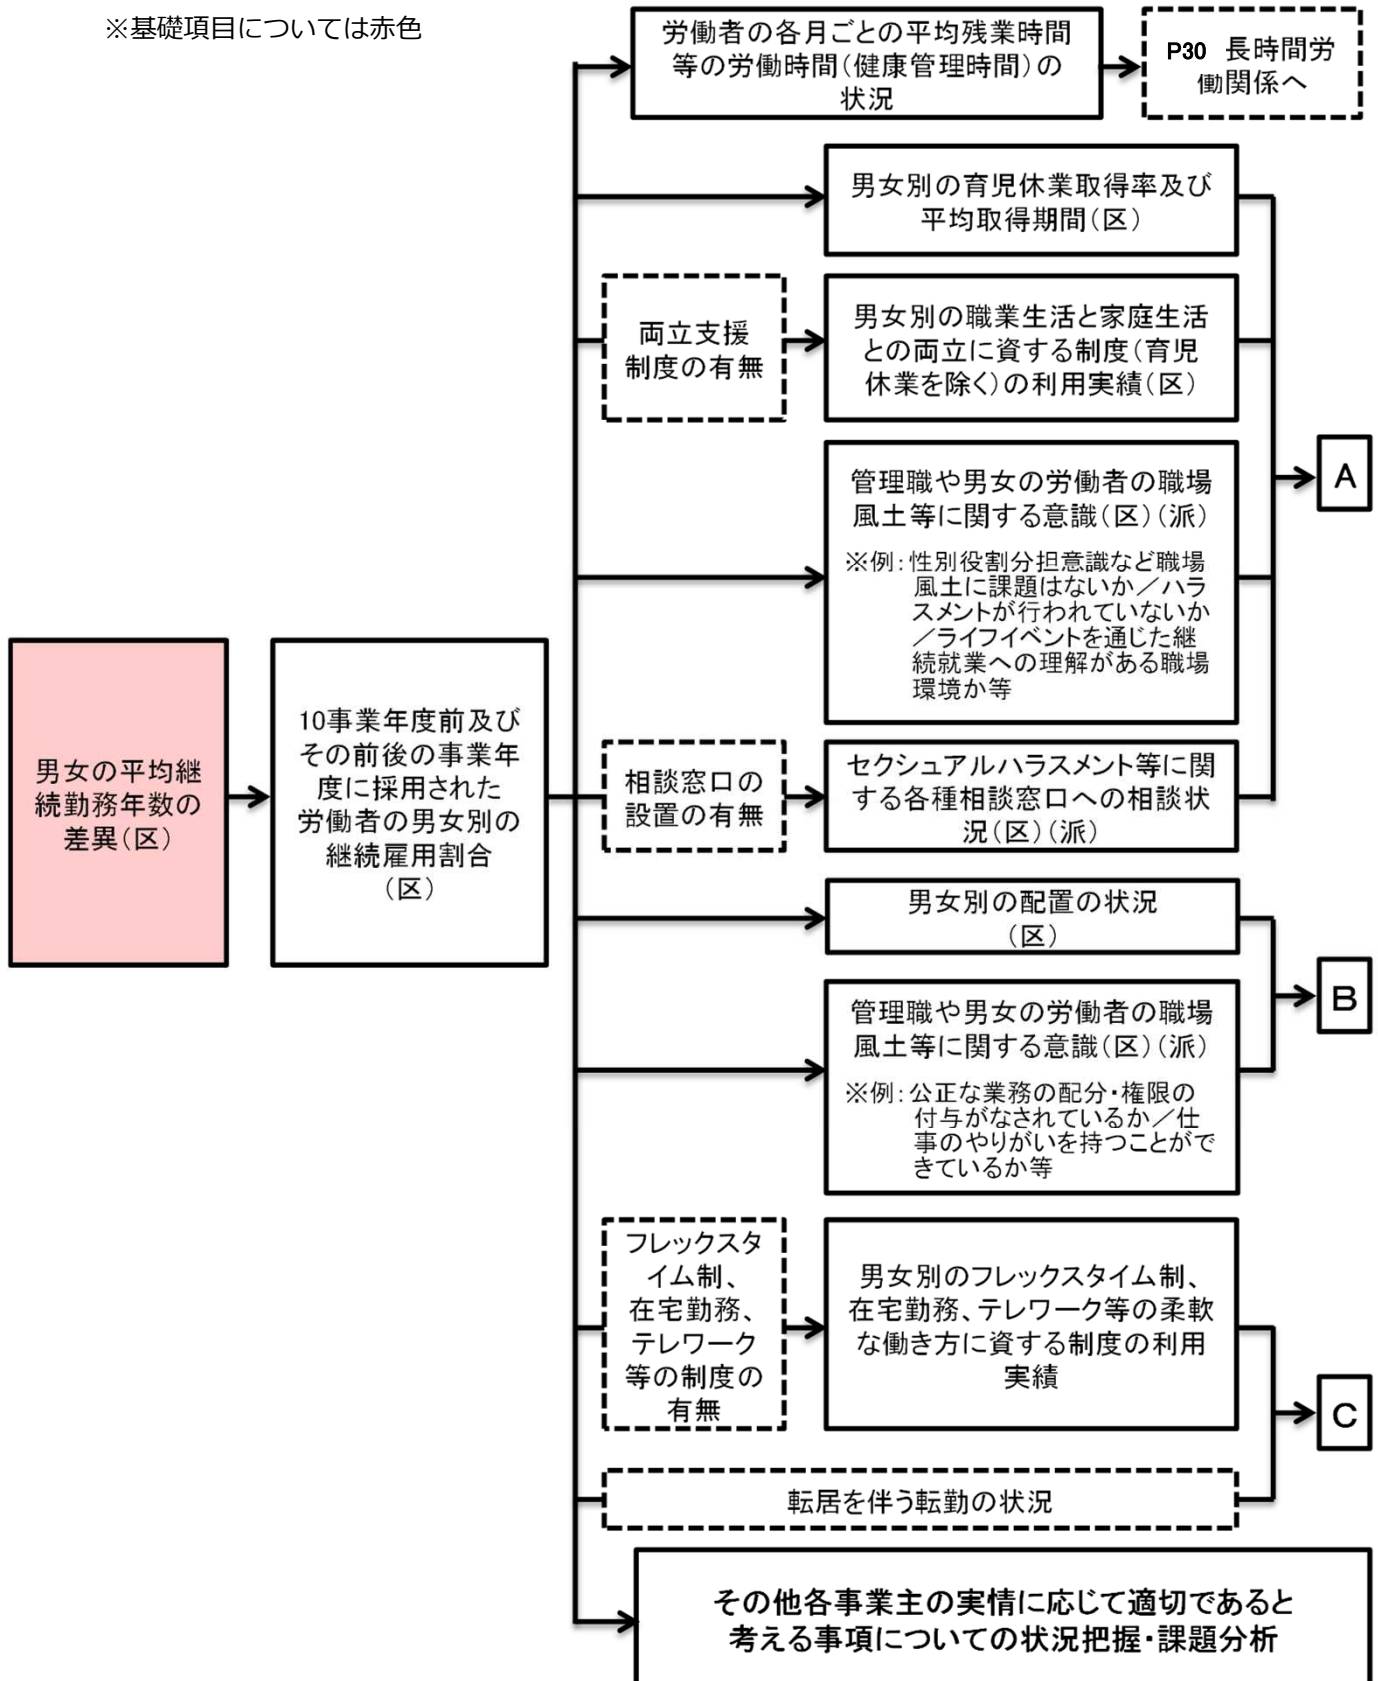 ※基礎項目については赤色
労働者の各月ごとの平均残業時間
等の労働時間(健康管理時間)の
状況
P30 長時間労
働関係へ
男女別の育児休業取得率及び
平均取得期間(区)
両立支援
制度の有無
男女別の職業生活と家庭生活
との両立に資する制度(育児
休業を除く)の利用実績(区)
管理職や男女の労働者の職場
風土等に関する意識(区)(派)
※例:性別役割分担意識など職場
風土に課題はないか/ハラ
スメントが行われていないか
/ライフイベントを通じた継
続就業への理解がある職場
環境か等
A
男女の平均継
続勤務年数の
差異(区)
10事業年度前及び
その前後の事業年
度に採用された
労働者の男女別の
継続雇用割合
(区)
相談窓口の
設置の有無
セクシュアルハラスメント等に関
する各種相談窓口への相談状
況(区)(派)
男女別の配置の状況
(区)
管理職や男女の労働者の職場
風土等に関する意識(区)(派)
※例:公正な業務の配分・権限の
付与がなされているか/仕
事のやりがいを持つことがで
きているか等
B
フレックスタ
イム制、
在宅勤務、
テレワーク
等の制度の
有無
男女別のフレックスタイム制、
在宅勤務、テレワーク等の柔軟
な働き方に資する制度の利用
実績
転居を伴う転勤の状況
C
その他各事業主の実情に応じて適切であると
考える事項についての状況把握・課題分析